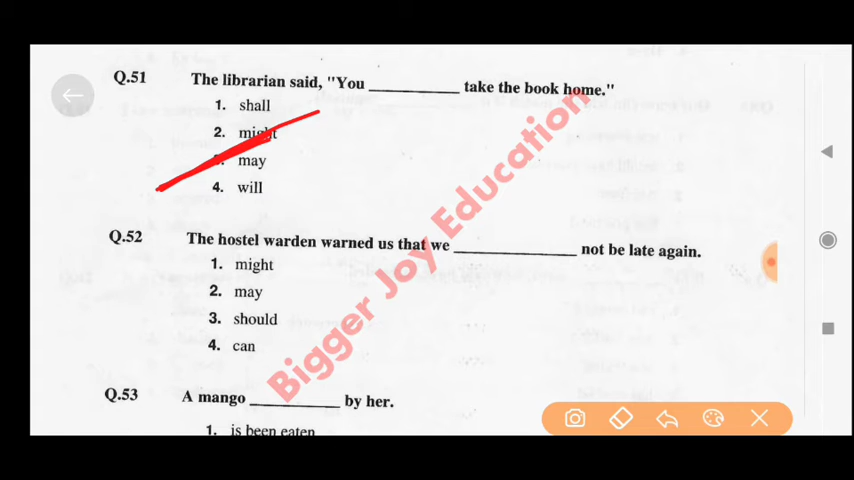 Q.51 The librarian said, "You __________ take the book home."
1. shall
2. might
3. may
4. will
Q.52 The hostel warden warned us that we __________ not be late again.
1. might
2. may
3. should
4. can
Q.53 A mango __________ by her.
1. is been eaten
Bigger Joy Education